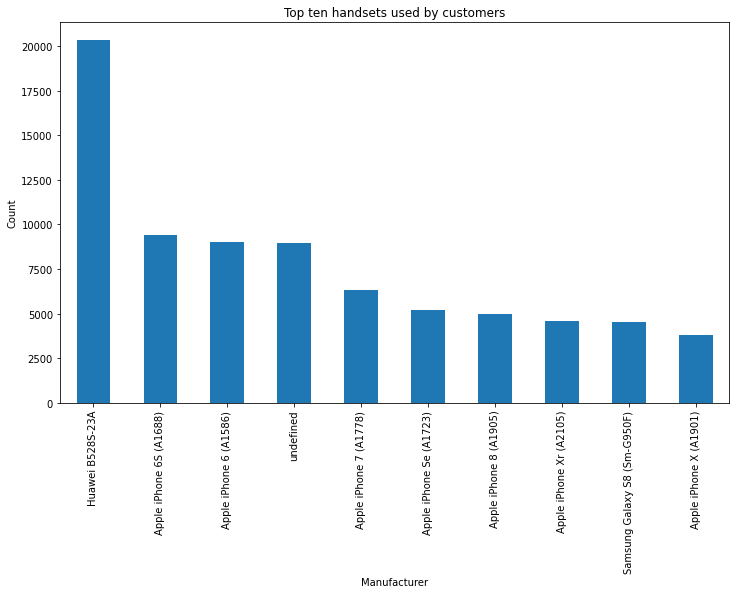 Top ten handsets used by customers
Count
20000
17500
15000
12500
10000
7500
5000
2500
0
Huawei B528S-23A
Apple iPhone 6S (A1688)
Apple iPhone 6 (A1586)
undefined
Apple iPhone 7 (A1778)
Apple iPhone Se (A1723)
Apple iPhone 8 (A1905)
Apple iPhone Xr (A2105)
Samsung Galaxy S8 (Sm-G950F)
Apple iPhone X (A1901)
Manufacturer